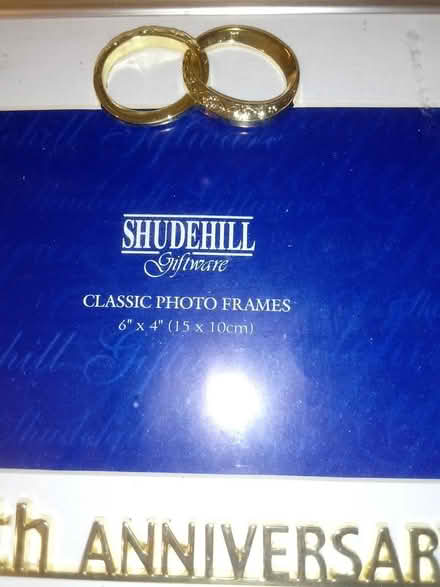 SHUDEHILL
Giftware
CLASSIC PHOTO FRAMES
6" x 4" (15 x 10cm)
th ANNIVERSAR